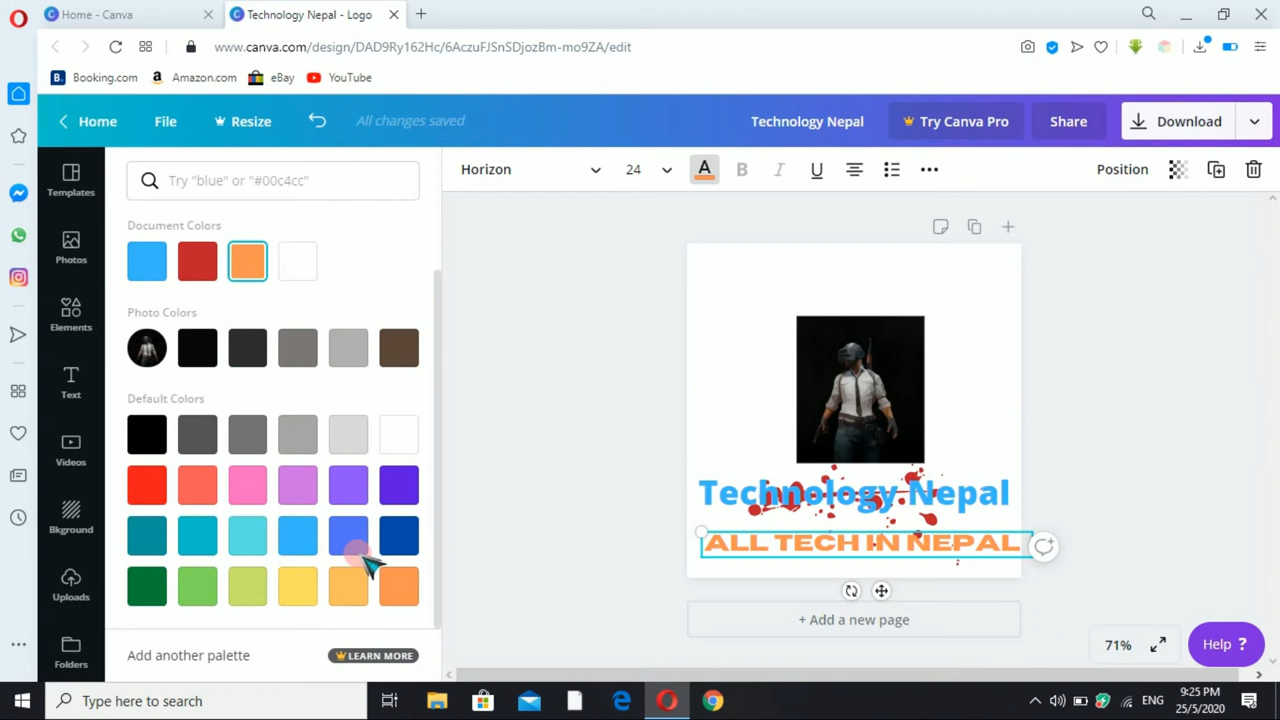 Home - Canva
Technology Nepal - Logo
www.canva.com/design/DAD9Ry162Hc/6AczuFJSnSDjozBm-mo9ZA/edit
Booking.com
Amazon.com
eBay
YouTube
Home
File
Resize
All changes saved
Technology Nepal
Try Canva Pro
Share
Download
Templates
Photos
Elements
Text
Videos
Bkground
Uploads
Folders
Try "blue" or "#00c4cc"
Document Colors
Photo Colors
Default Colors
Add another palette
LEARN MORE
Horizon
24
A
B
I
U
Position
Technology Nepal
ALL TECH IN NEPAL
+ Add a new page
71%
Help ?
Type here to search
ENG
9:25 PM
25/5/2020